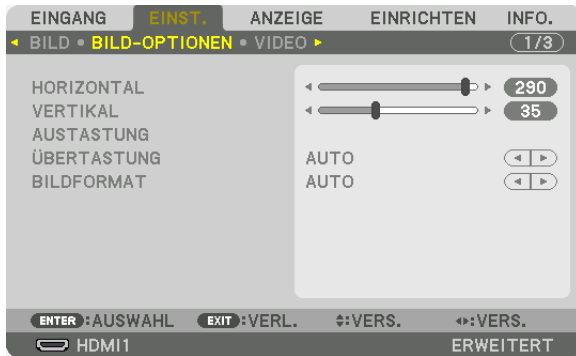 EINGANG EINST. ANZEIGE EINRICHTEN INFO.
BILD • BILD-OPTIONEN • VIDEO 1/3
HORIZONTAL 290
VERTIKAL 35
AUSTASTUNG
ÜBERTASTUNG AUTO
BILDFORMAT AUTO
ENTER :AUSWAHL EXIT :VERL. :VERS. :VERS.
HDMI1 ERWEITERT